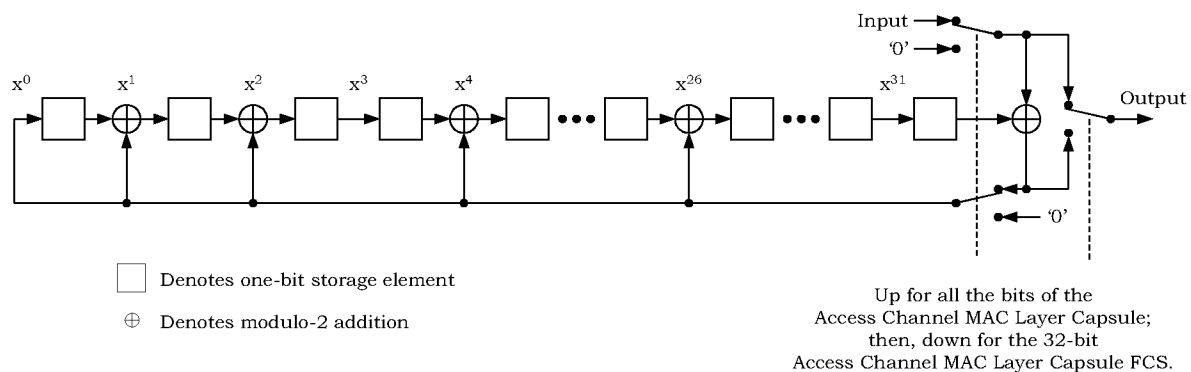 Input
‘0’
x⁰ x¹ x² x³ x⁴ x²⁶ x³¹
Output
‘0’
Denotes one-bit storage element
Denotes modulo-2 addition
Up for all the bits of the
Access Channel MAC Layer Capsule;
then, down for the 32-bit
Access Channel MAC Layer Capsule FCS.